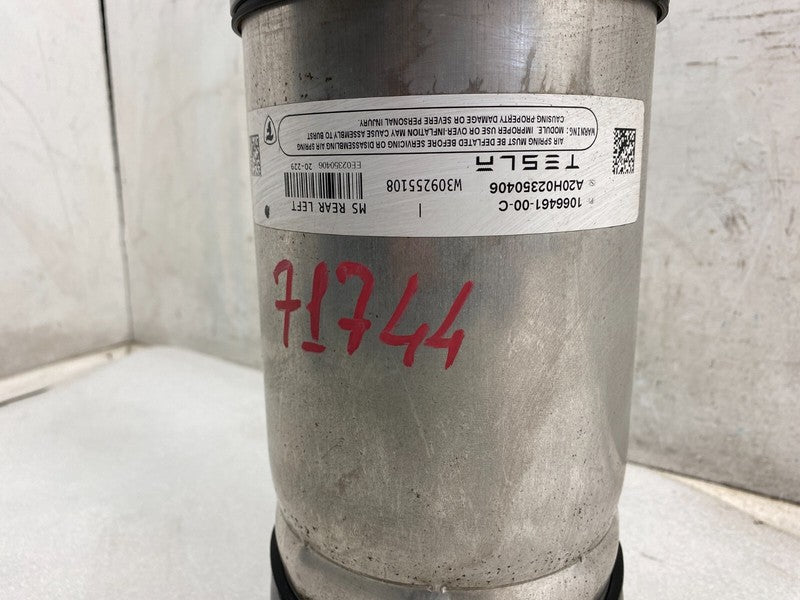 TESLA
AIR SPRING MUST BE DEFLATED BEFORE SERVICING OR DISASSEMBLING AIR SPRING
MODULE. IMPROPER USE OR OVER-INFLATION MAY CAUSE ASSEMBLY TO BURST
WARNING: CAUSING PROPERTY DAMAGE OR SEVERE PERSONAL INJURY.
P: 1066461-00-C
S: A20H02350406
W309255108
I
EE02350406 20-229
MS REAR LEFT
71744